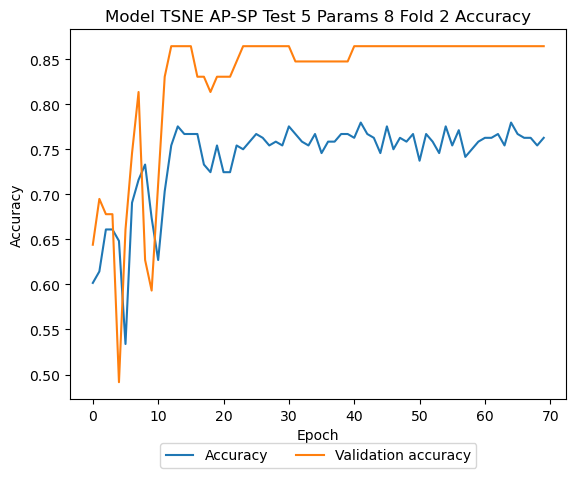 Model TSNE AP-SP Test 5 Params 8 Fold 2 Accuracy
0.85
0.80
0.75
0.70
0.65
0.60
0.55
0.50
Accuracy
0 10 20 30 40 50 60 70
Epoch
Accuracy Validation accuracy